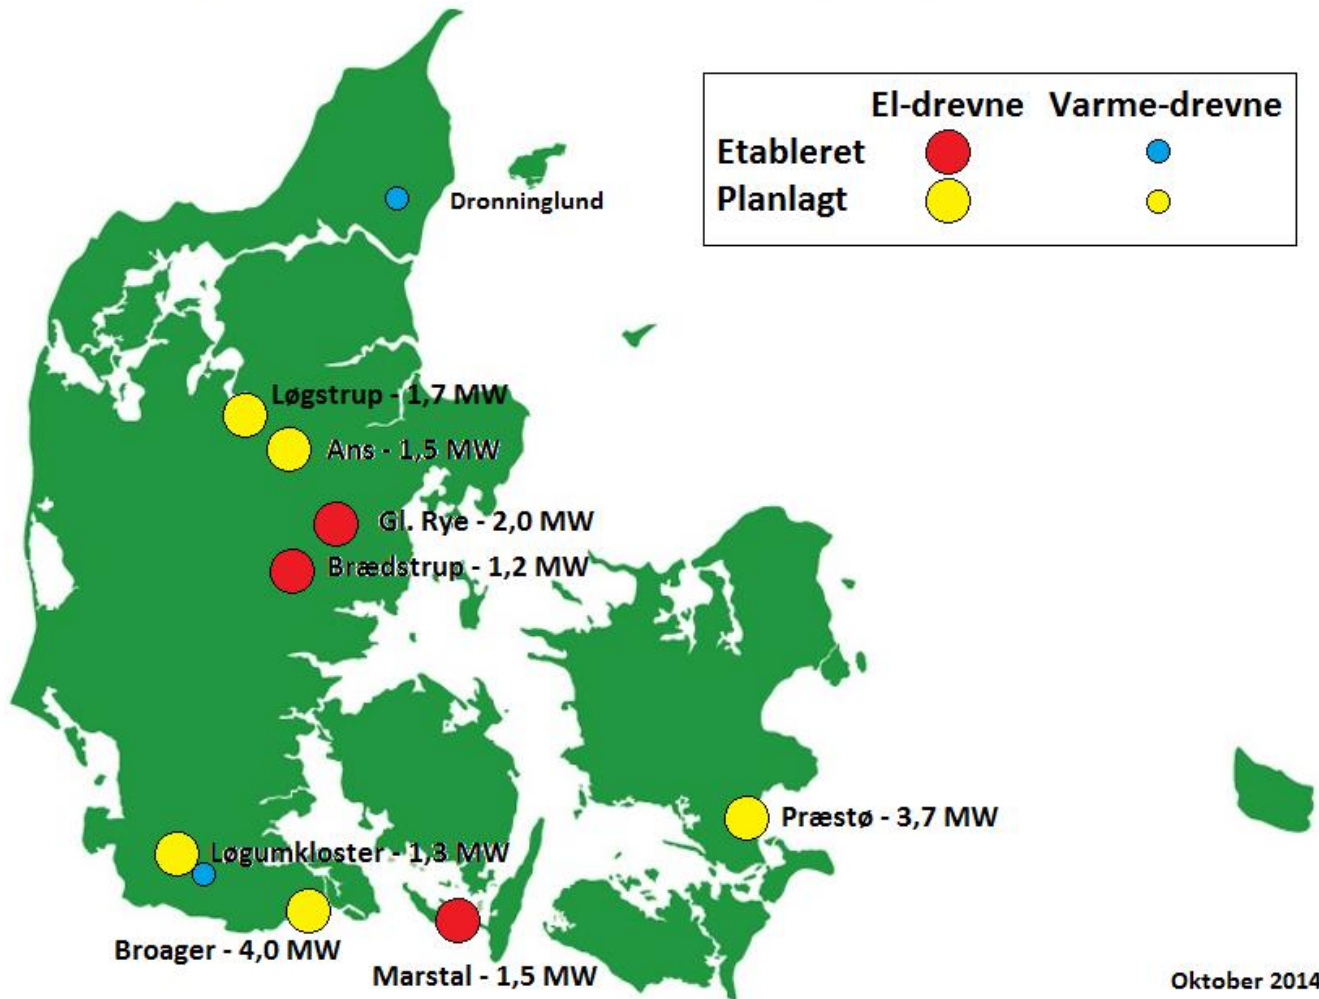 El-drevne Varme-drevne
Etableret
Planlagt
Dronninglund
Løgstrup - 1,7 MW
Ans - 1,5 MW
Gl. Rye - 2,0 MW
Brædstrup - 1,2 MW
Præstø - 3,7 MW
Løgumkloster - 1,3 MW
Broager - 4,0 MW
Marstal - 1,5 MW
Oktober 2014